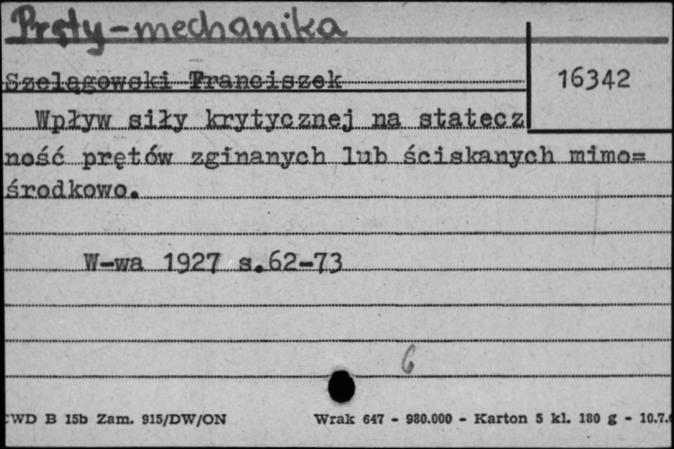 Pręty-mechanika
Szelągowski Franciszek
16342
Wpływ siły krytycznej na statecz
ność prętów zginanych lub ściskanych mimo=
środkowo.
W-wa 1927 s.62-73
6
CWD B 15b Zam. 915/DW/ON Wrak 647 - 980.000 - Karton 5 kl. 180 g - 10.7.6